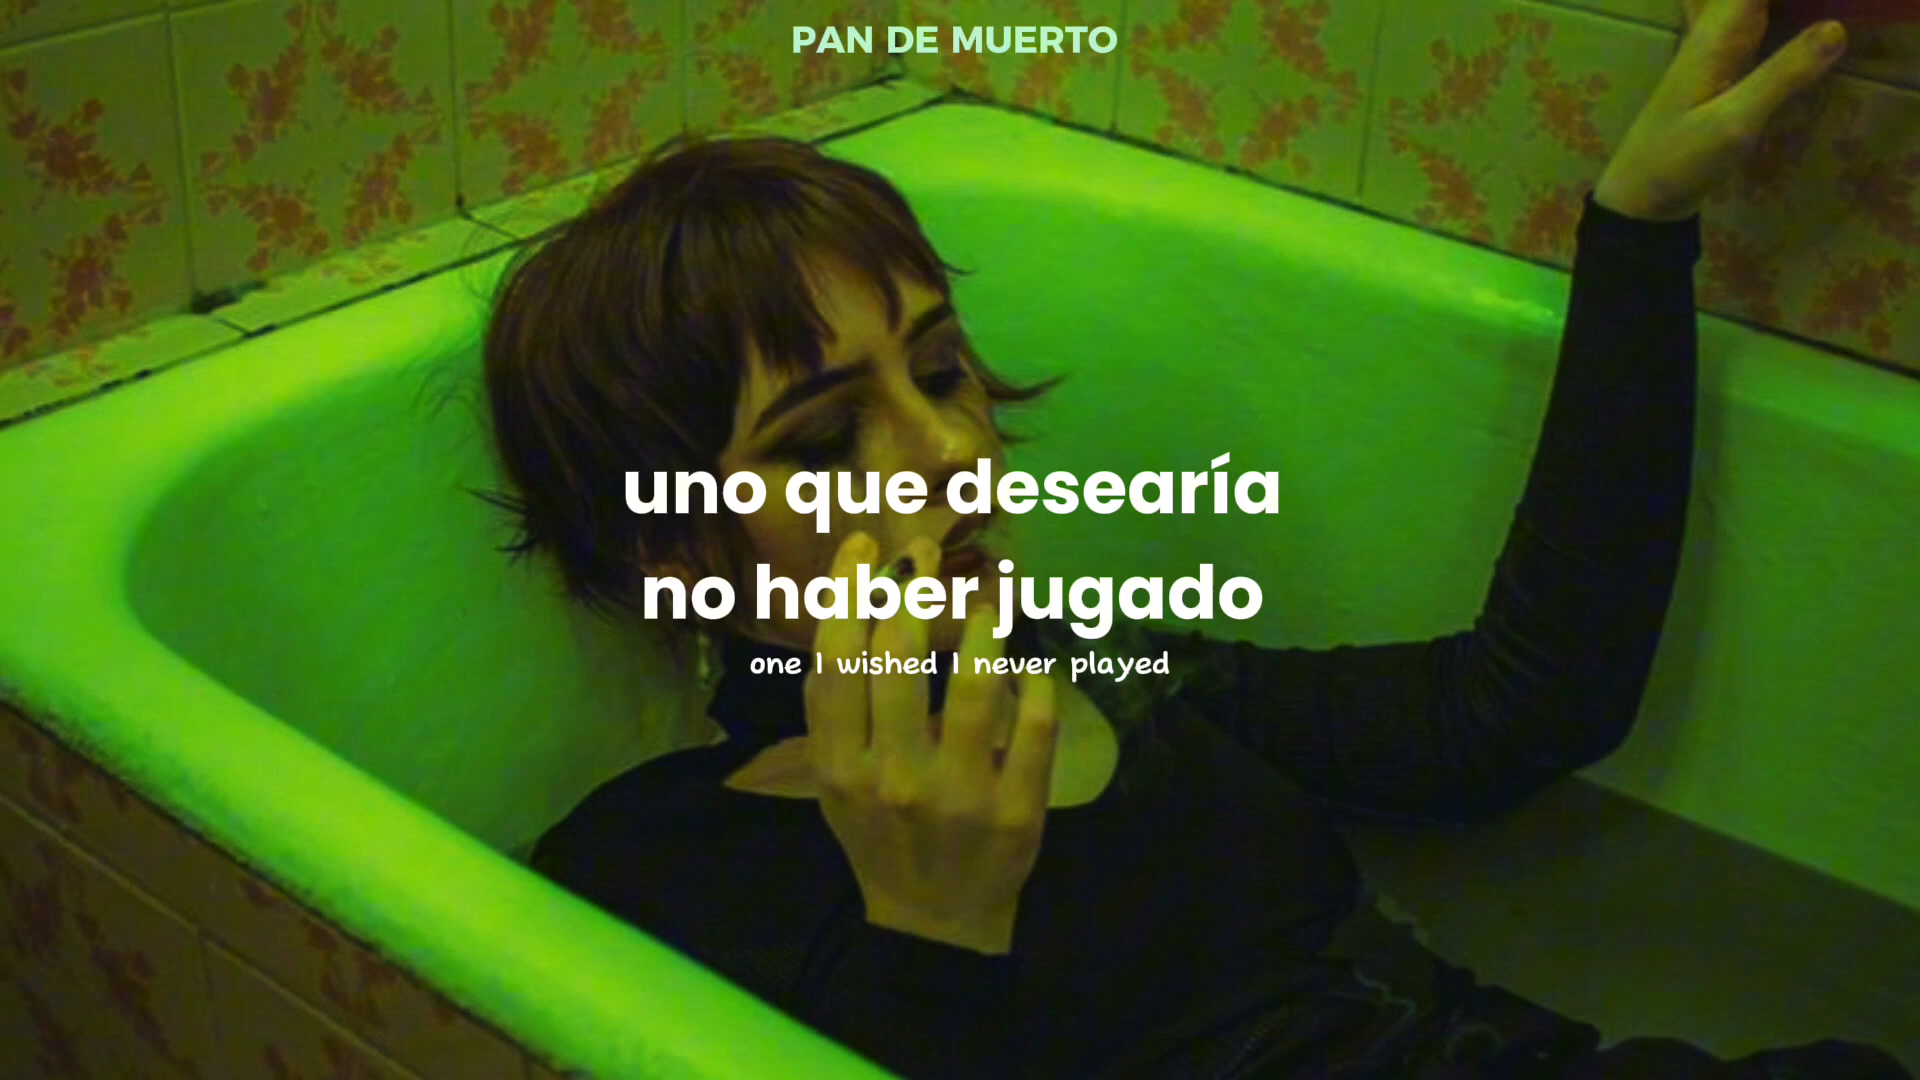 PAN DE MUERTO
uno que desearía
no haber jugado
one I wished I never played